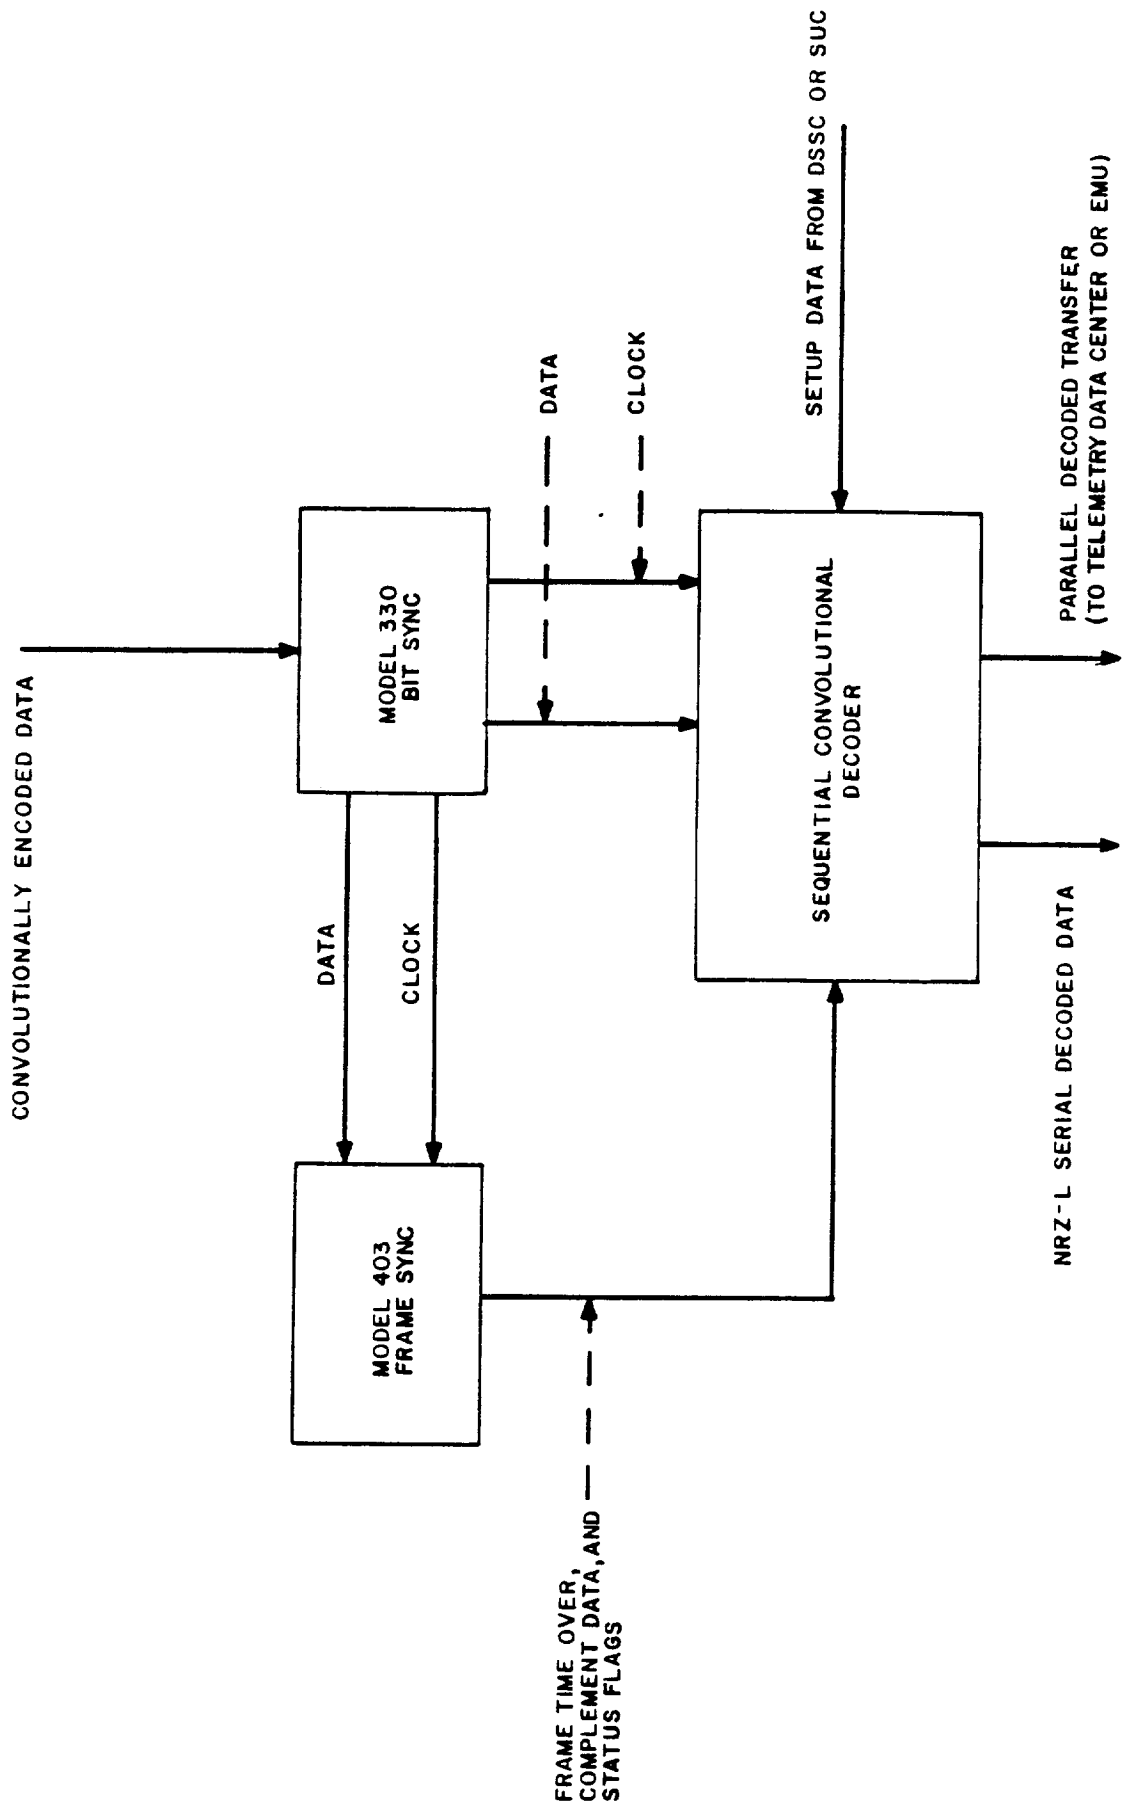 CONVOLUTIONALLY ENCODED DATA
MODEL 330
BIT SYNC
DATA
CLOCK
MODEL 403
FRAME SYNC
DATA
CLOCK
FRAME TIME OVER,
COMPLEMENT DATA, AND
STATUS FLAGS
SEQUENTIAL CONVOLUTIONAL
DECODER
SETUP DATA FROM DSSC OR SUC
NRZ-L SERIAL DECODED DATA
PARALLEL DECODED TRANSFER
(TO TELEMETRY DATA CENTER OR EMU)